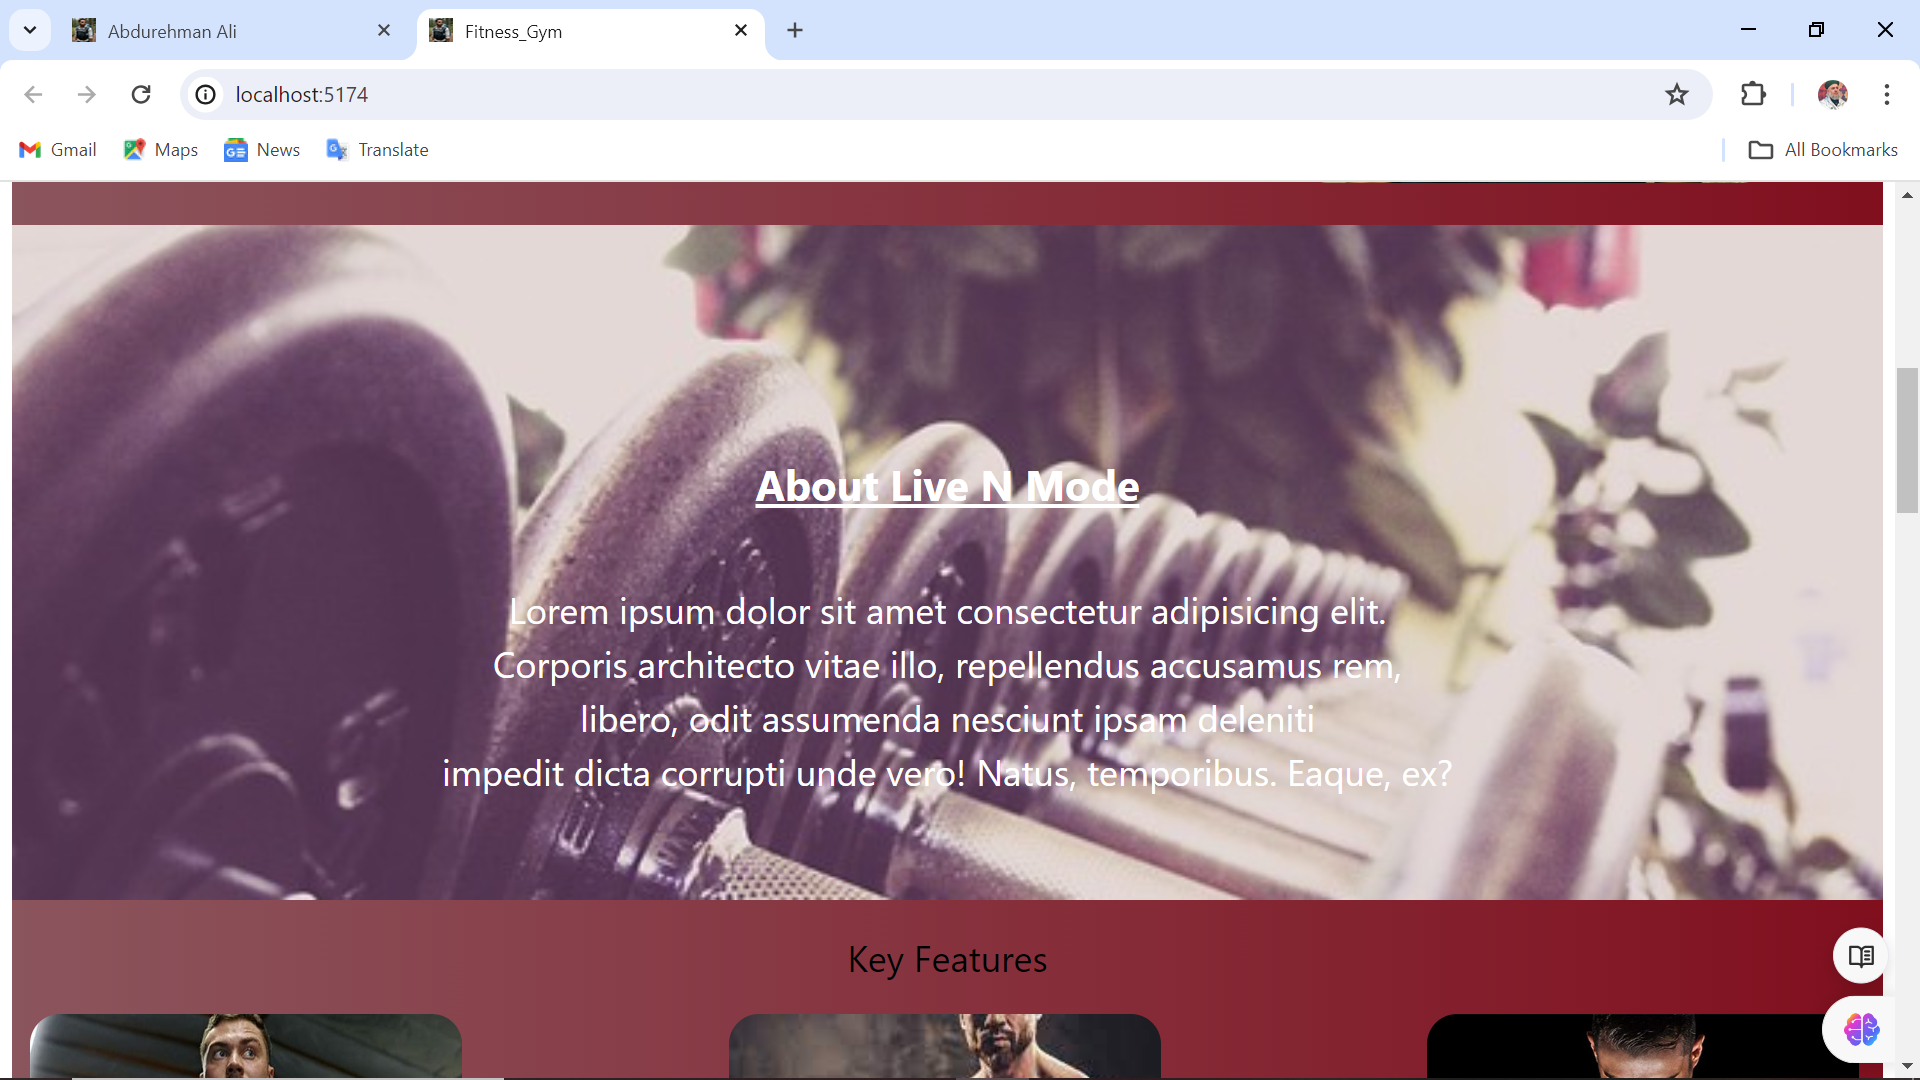 Abdurehman Ali
Fitness_Gym
localhost:5174
Gmail
Maps
News
Translate
All Bookmarks
About Live N Mode
Lorem ipsum dolor sit amet consectetur adipisicing elit.
Corporis architecto vitae illo, repellendus accusamus rem,
libero, odit assumenda nesciunt ipsam deleniti
impedit dicta corrupti unde vero! Natus, temporibus. Eaque, ex?
Key Features